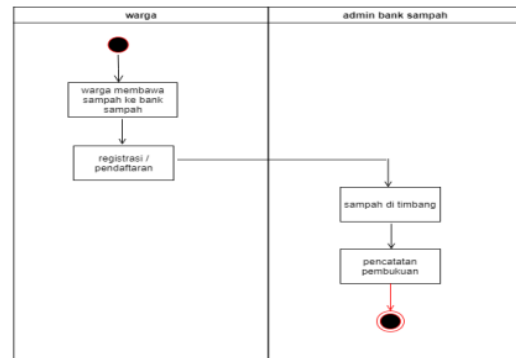 warga
admin bank sampah
warga membawa
sampah ke bank
sampah
registrasi /
pendaftaran
sampah di timbang
pencatatan
pembukuan